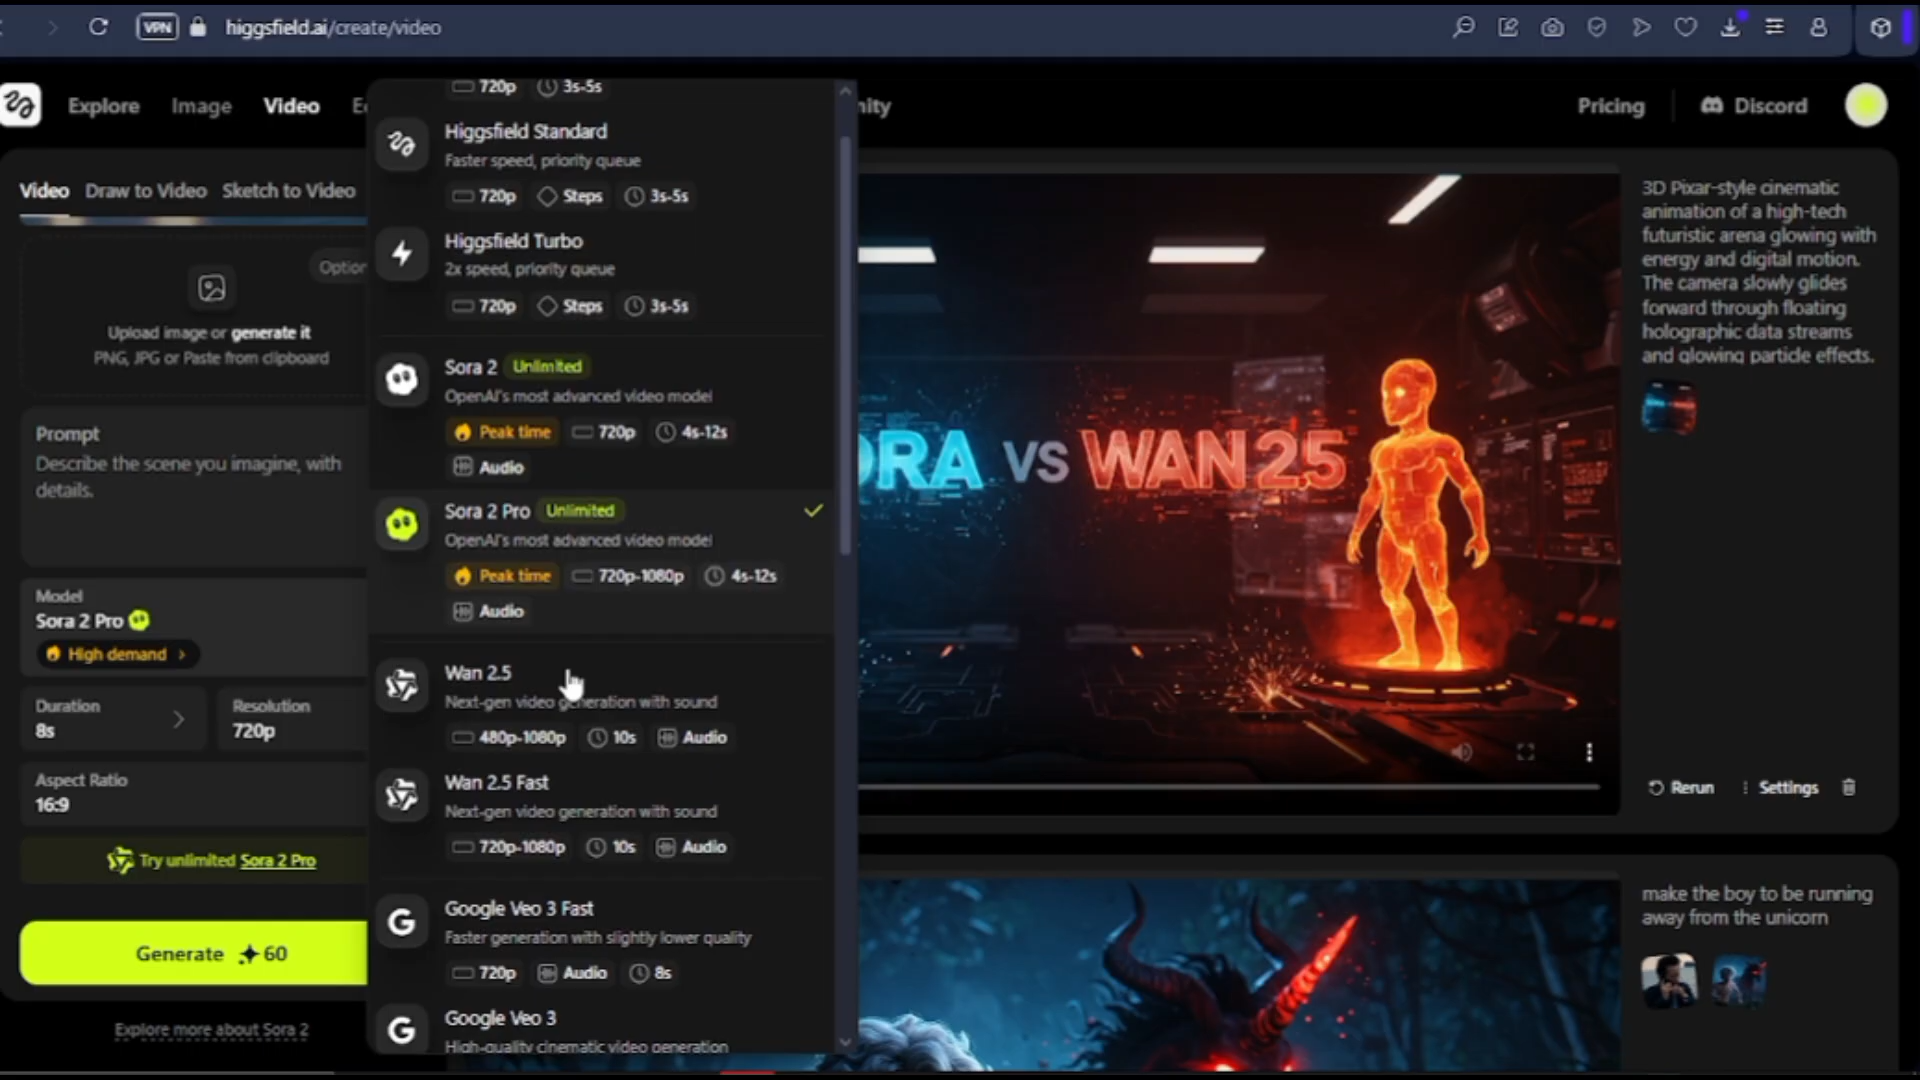 VPN
higgsfield.ai/create/video
Explore
Image
Video
Pricing
Discord
Video
Draw to Video
Sketch to Video
Upload image or generate it
PNG, JPG or Paste from clipboard
Prompt
Describe the scene you imagine, with
details.
Model
Sora 2 Pro
High demand
Duration
8s
Resolution
720p
Aspect Ratio
16:9
Try unlimited Sora 2 Pro
Generate 60
Explore more about Sora 2
720p 3s-5s
Higgsfield Standard
Faster speed, priority queue
720p Steps 3s-5s
Higgsfield Turbo
2x speed, priority queue
720p Steps 3s-5s
Sora 2 Unlimited
OpenAI's most advanced video model
Peak time 720p 4s-12s
Audio
Sora 2 Pro Unlimited
OpenAI's most advanced video model
Peak time 720p-1080p 4s-12s
Audio
Wan 2.5
Next-gen video generation with sound
480p-1080p 10s Audio
Wan 2.5 Fast
Next-gen video generation with sound
720p-1080p 10s Audio
Google Veo 3 Fast
Faster generation with slightly lower quality
720p Audio 8s
Google Veo 3
High-quality cinematic video generation
ORA VS WAN 2.5
3D Pixar-style cinematic
animation of a high-tech
futuristic arena glowing with
energy and digital motion.
The camera slowly glides
forward through floating
holographic data streams
and glowing particle effects.
Rerun
Settings
make the boy to be running
away from the unicorn